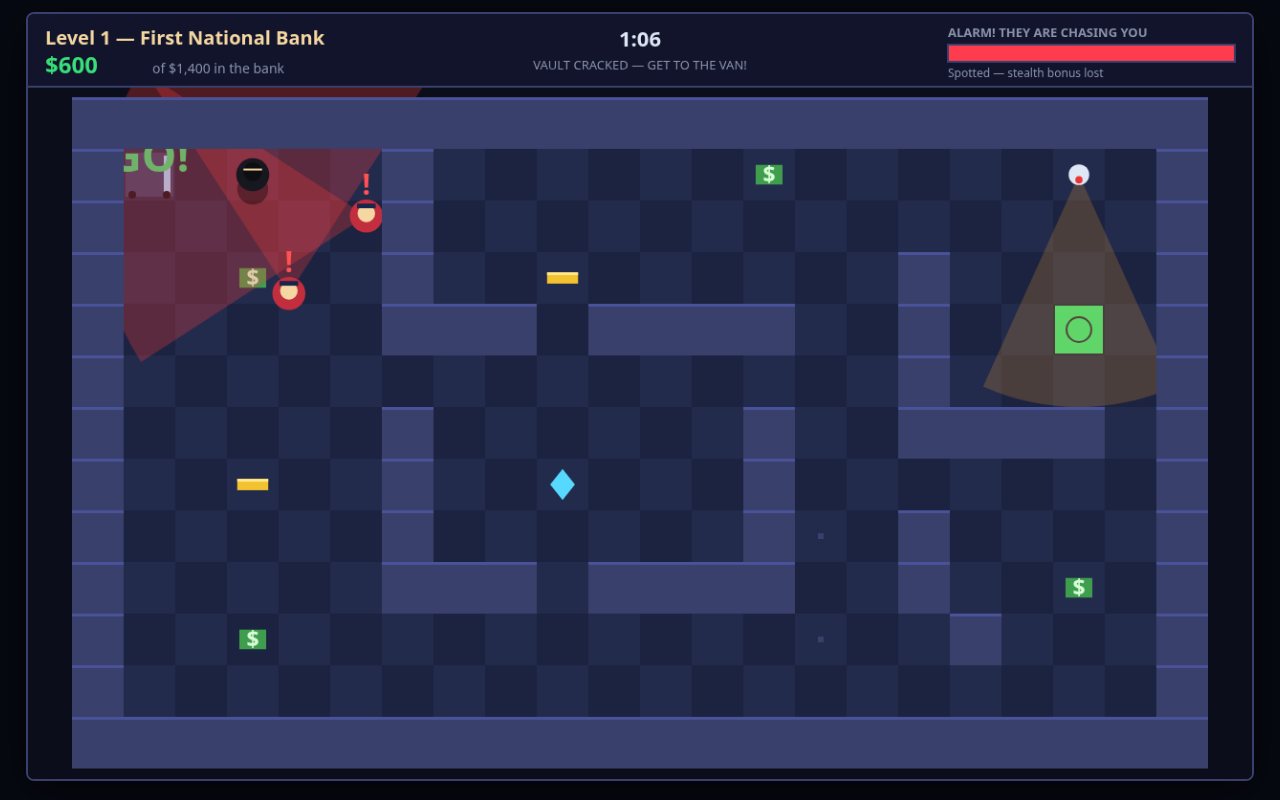 Level 1 — First National Bank
$600
of $1,400 in the bank
1:06
VAULT CRACKED — GET TO THE VAN!
ALARM! THEY ARE CHASING YOU
Spotted — stealth bonus lost
GO!
$
!
!
$
$
$
$